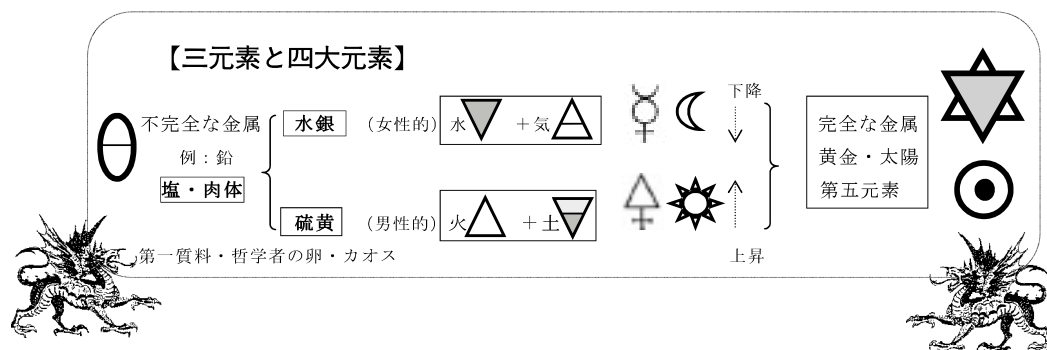 【三元素と四大元素】
不完全な金属
例：鉛
塩・肉体
水銀
（女性的）
水
＋気
下降
硫黄
（男性的）
火
＋土
上昇
完全な金属
黄金・太陽
第五元素
第一質料・哲学者の卵・カオス